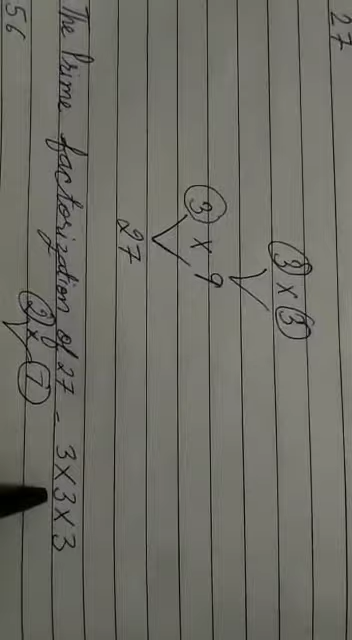 27
3 x 3
3 x 9
27
The Prime factorization of 27 - 3 x 3 x 3
2 x 7
56